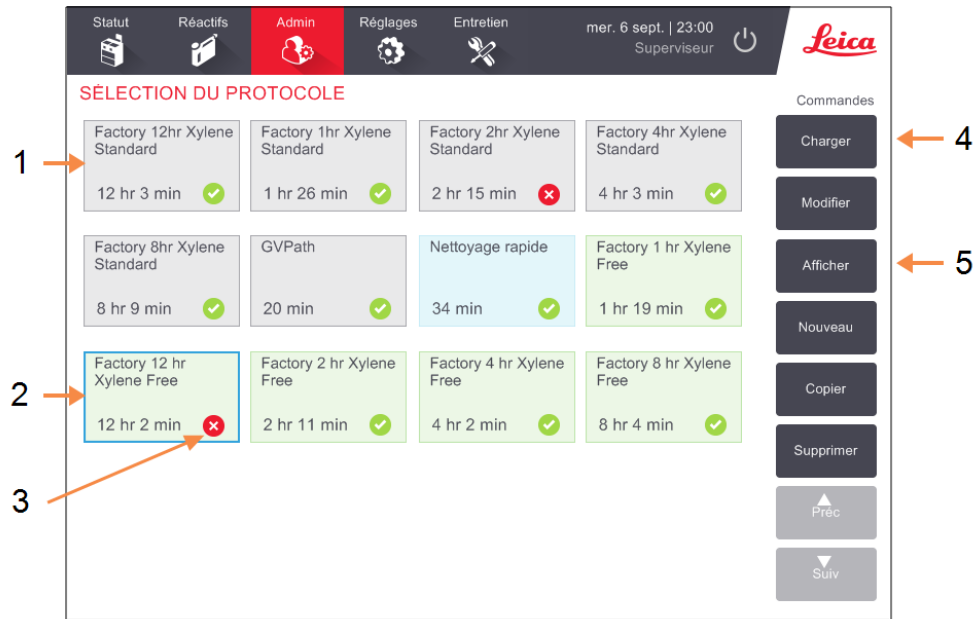 Statut
Réactifs
Admin
Réglages
Entretien
mer. 6 sept. | 23:00
Superviseur
Leica
SÉLECTION DU PROTOCOLE
Commandes
1
Factory 12hr Xylene
Standard
12 hr 3 min
Factory 1hr Xylene
Standard
1 hr 26 min
Factory 2hr Xylene
Standard
2 hr 15 min
Factory 4hr Xylene
Standard
4 hr 3 min
Factory 8hr Xylene
Standard
8 hr 9 min
GVPath
20 min
Nettoyage rapide
34 min
Factory 1 hr Xylene
Free
1 hr 19 min
2
Factory 12 hr
Xylene Free
12 hr 2 min
3
Factory 2 hr Xylene
Free
2 hr 11 min
Factory 4 hr Xylene
Free
4 hr 2 min
Factory 8 hr Xylene
Free
8 hr 4 min
Charger
4
Modifier
Afficher
5
Nouveau
Copier
Supprimer
Préc
Suiv